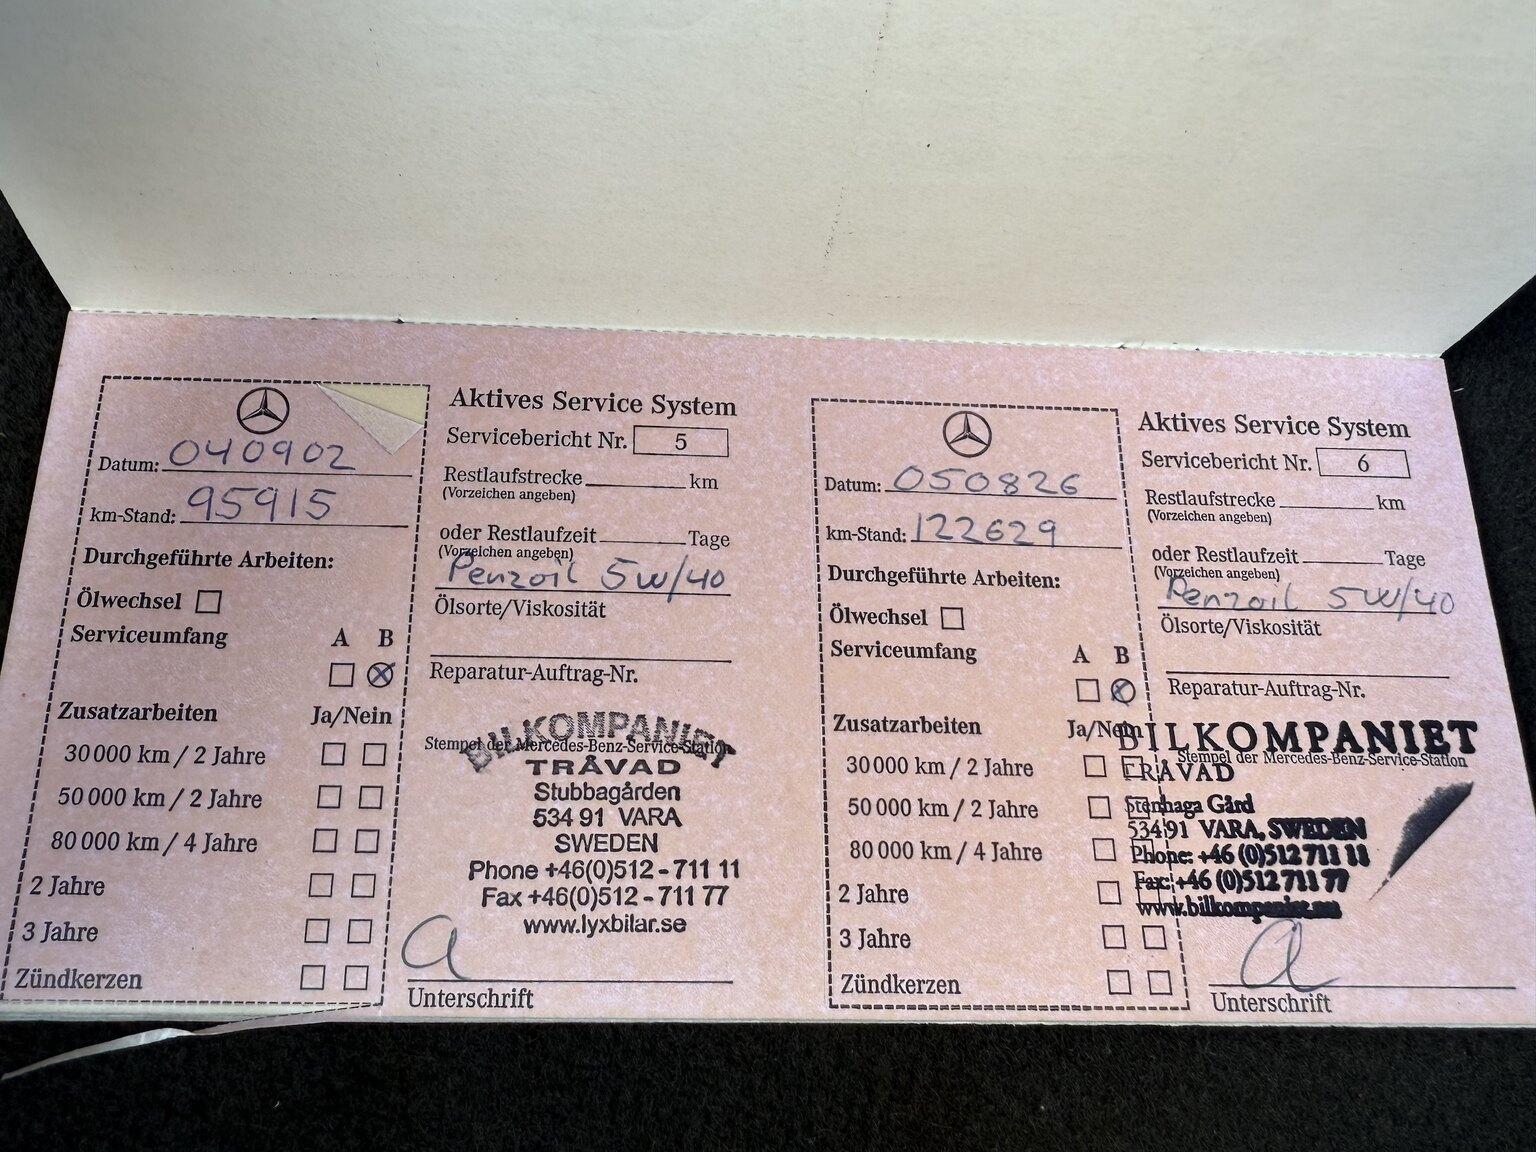 Datum: 040902
km-Stand: 95915
Durchgeführte Arbeiten:
Ölwechsel
Serviceumfang A B
Zusatzarbeiten Ja/Nein
30 000 km / 2 Jahre
50 000 km / 2 Jahre
80 000 km / 4 Jahre
2 Jahre
3 Jahre
Zündkerzen
Aktives Service System
Servicebericht Nr. 5
Restlaufstrecke km
(Vorzeichen angeben)
oder Restlaufzeit Tage
(Vorzeichen angeben)
Penzoil 5W/40
Ölsorte/Viskosität
Reparatur-Auftrag-Nr.
BILKOMPANIET
Stempel der Mercedes-Benz-Service-Station
TRÅVAD
Stubbagården
534 91 VARA
SWEDEN
Phone +46(0)512 - 711 11
Fax +46(0)512 - 711 77
www.lyxbilar.se
a
Unterschrift
Datum: 050826
km-Stand: 122629
Durchgeführte Arbeiten:
Ölwechsel
Serviceumfang A B
Zusatzarbeiten Ja/Nein
30 000 km / 2 Jahre
50 000 km / 2 Jahre
80 000 km / 4 Jahre
2 Jahre
3 Jahre
Zündkerzen
Aktives Service System
Servicebericht Nr. 6
Restlaufstrecke km
(Vorzeichen angeben)
oder Restlaufzeit Tage
(Vorzeichen angeben)
Penzoil 5W/40
Ölsorte/Viskosität
Reparatur-Auftrag-Nr.
BILKOMPANIET
Stempel der Mercedes-Benz-Service-Station
TRÅVAD
Stenhaga Gård
534 91 VARA, SWEDEN
Phone: +46 (0)512 711 11
Fax: +46 (0)512 711 77
www.bilkompaniet.se
a
Unterschrift